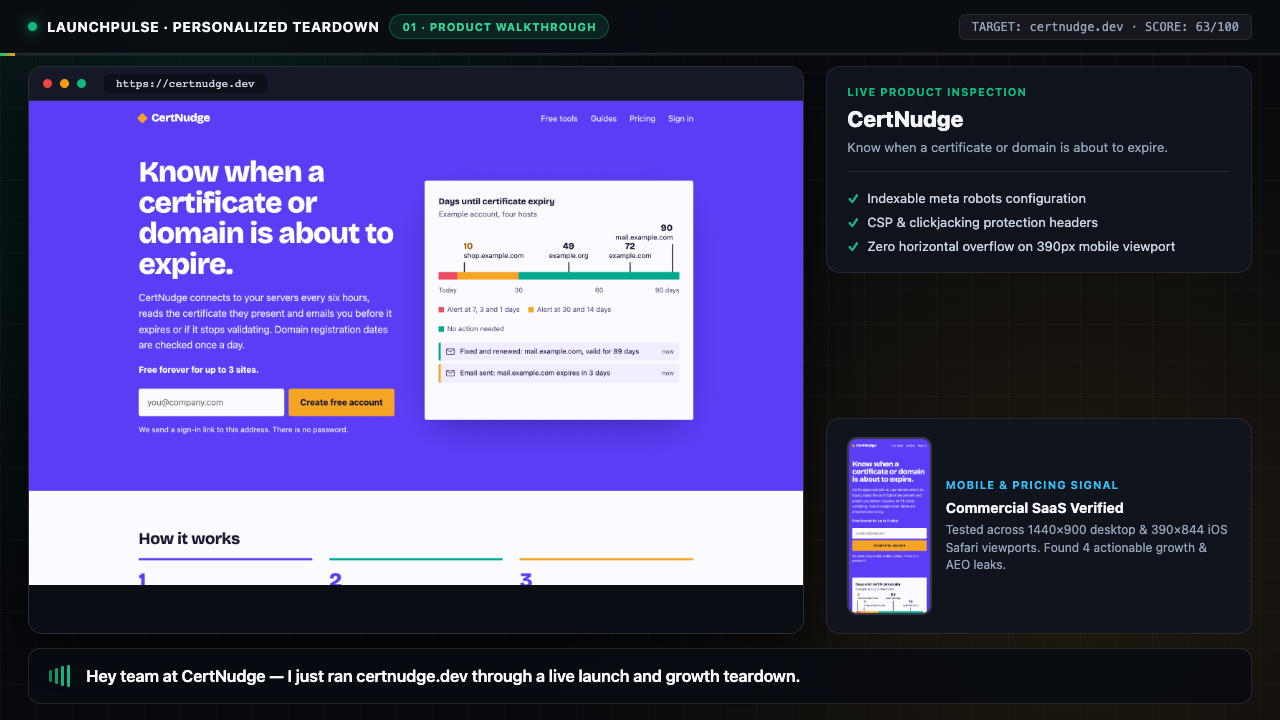 LAUNCHPULSE · PERSONALIZED TEARDOWN
01 · PRODUCT WALKTHROUGH
TARGET: certnudge.dev · SCORE: 63/100
https://certnudge.dev
CertNudge
Free tools Guides Pricing Sign in
Know when a
certificate or
domain is about to
expire.
CertNudge connects to your servers every six hours,
reads the certificate they present and emails you before it
expires or if it stops validating. Domain registration dates
are checked once a day.
Free forever for up to 3 sites.
you@company.com
Create free account
We send a sign-in link to this address. There is no password.
Days until certificate expiry
Example account, four hosts
90
mail.example.com
10 49 72
shop.example.com example.org example.com
Today 30 60 90 days
Alert at 7, 3 and 1 days Alert at 30 and 14 days
No action needed
Fixed and renewed: mail.example.com, valid for 89 days now
Email sent: mail.example.com expires in 3 days now
How it works
1 2 3
LIVE PRODUCT INSPECTION
CertNudge
Know when a certificate or domain is about to expire.
Indexable meta robots configuration
CSP & clickjacking protection headers
Zero horizontal overflow on 390px mobile viewport
Know when a
certificate or domain
is about to expire.
MOBILE & PRICING SIGNAL
Commercial SaaS Verified
Tested across 1440x900 desktop & 390x844 iOS
Safari viewports. Found 4 actionable growth &
AEO leaks.
Hey team at CertNudge — I just ran certnudge.dev through a live launch and growth teardown.